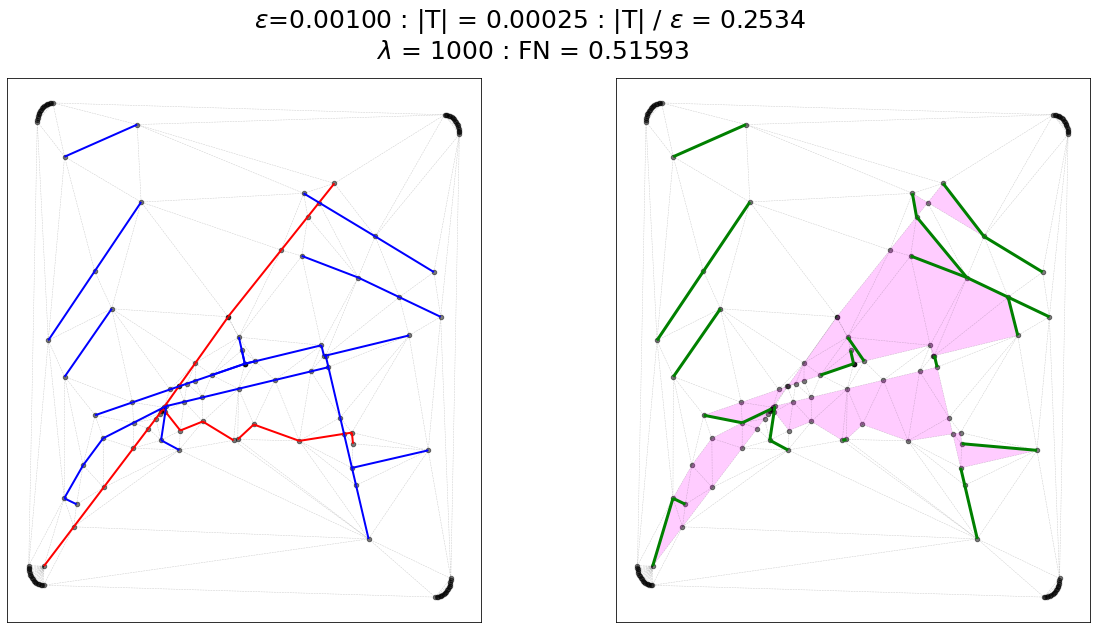 ε=0.00100 : |T| = 0.00025 : |T| / ε = 0.2534
λ = 1000 : FN = 0.51593